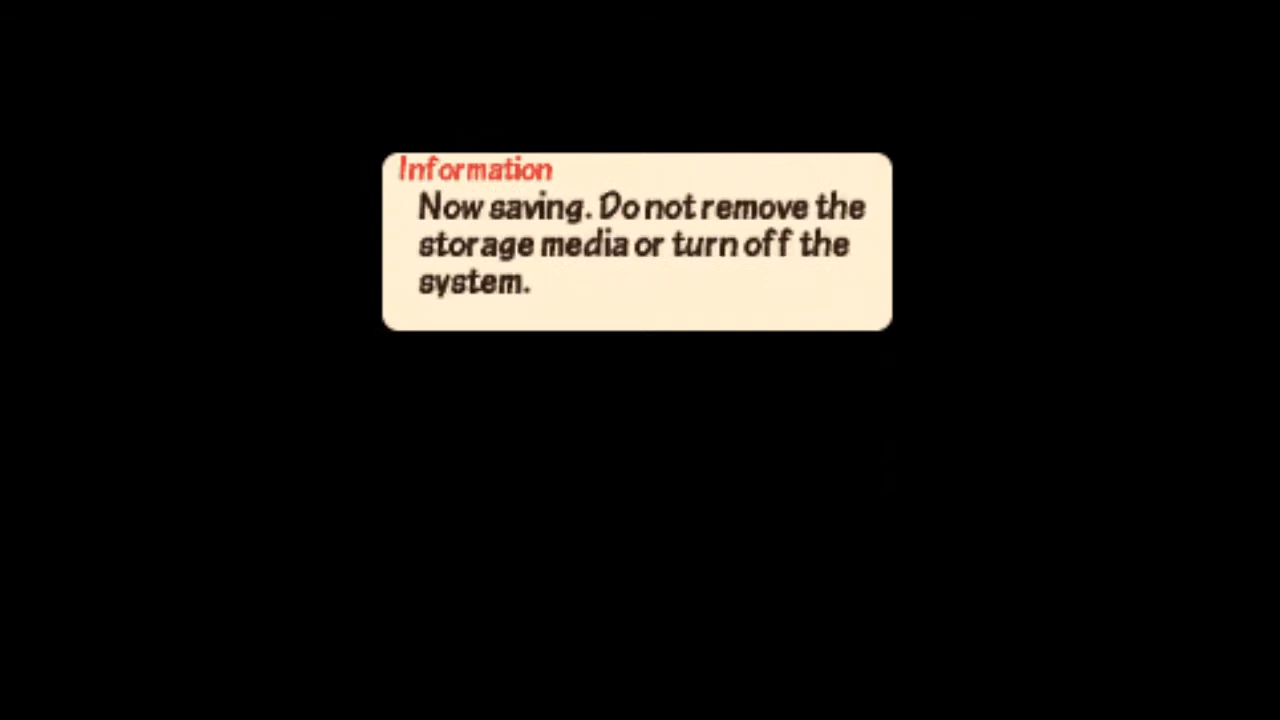 Information
Now saving. Do not remove the
storage media or turn off the
system.